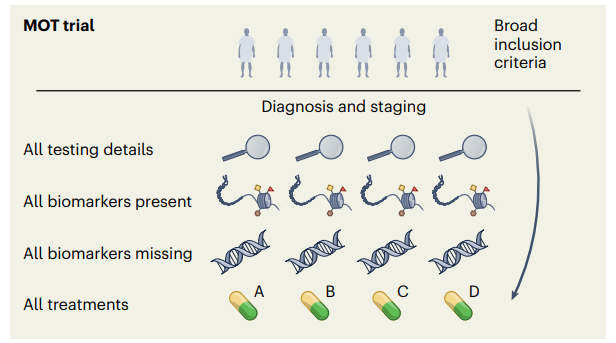 MOT trial
Broad
inclusion
criteria
Diagnosis and staging
All testing details
All biomarkers present
All biomarkers missing
All treatments
A
B
C
D